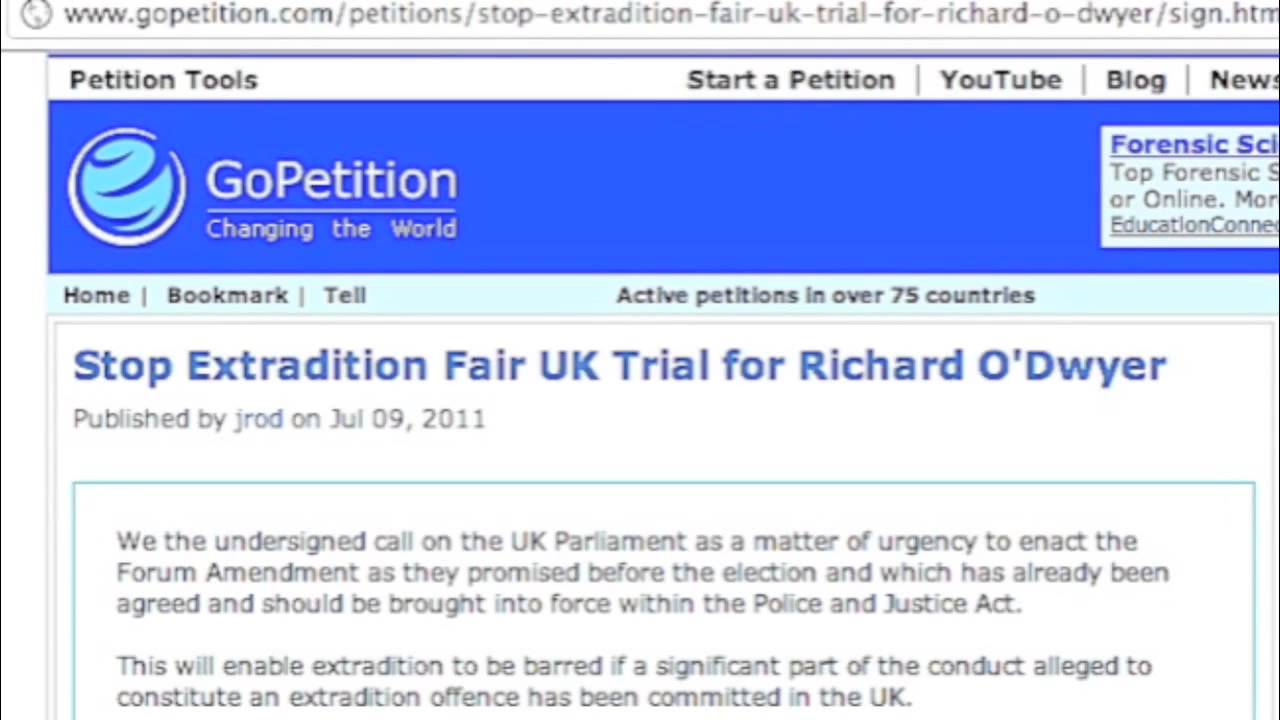 www.gopetition.com/petitions/stop-extradition-fair-uk-trial-for-richard-o-dwyer/sign.htm
Petition Tools
Start a Petition | YouTube | Blog | News
GoPetition
Changing the World
Forensic Sci
Top Forensic S
or Online. Mor
EducationConnec
Home | Bookmark | Tell
Active petitions in over 75 countries
Stop Extradition Fair UK Trial for Richard O'Dwyer
Published by jrod on Jul 09, 2011
We the undersigned call on the UK Parliament as a matter of urgency to enact the
Forum Amendment as they promised before the election and which has already been
agreed and should be brought into force within the Police and Justice Act.
This will enable extradition to be barred if a significant part of the conduct alleged to
constitute an extradition offence has been committed in the UK.